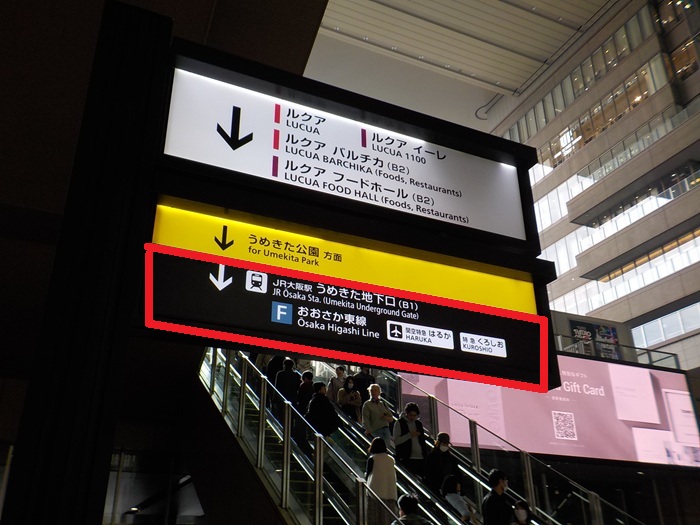 ルクア
LUCUA
ルクア イーレ
LUCUA 1100
ルクア バルチカ (B2)
LUCUA BARCHIKA (Foods, Restaurants)
ルクア フードホール (B2)
LUCUA FOOD HALL (Foods, Restaurants)
うめきた公園 方面
for Umekita Park
JR大阪駅 うめきた地下口 (B1)
JR Ōsaka Sta. (Umekita Underground Gate)
F おおさか東線
Ōsaka Higashi Line
関空特急 はるか
HARUKA
特急 くろしお
KUROSHIO
Gift Card